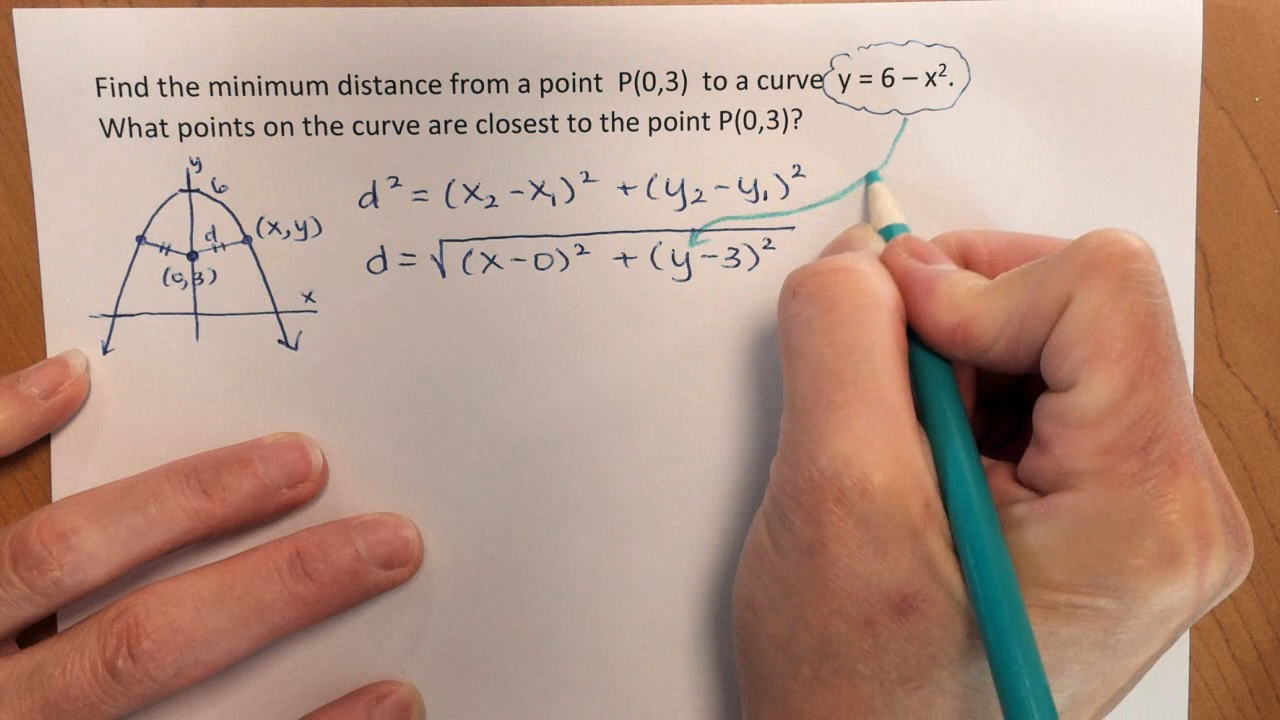 Find the minimum distance from a point P(0,3) to a curve y = 6 – x².
What points on the curve are closest to the point P(0,3)?
y
6
d² = (x₂ - x₁)² + (y₂ - y₁)²
d
(x,y)
d = √(x-0)² + (y-3)²
(0,3)
x